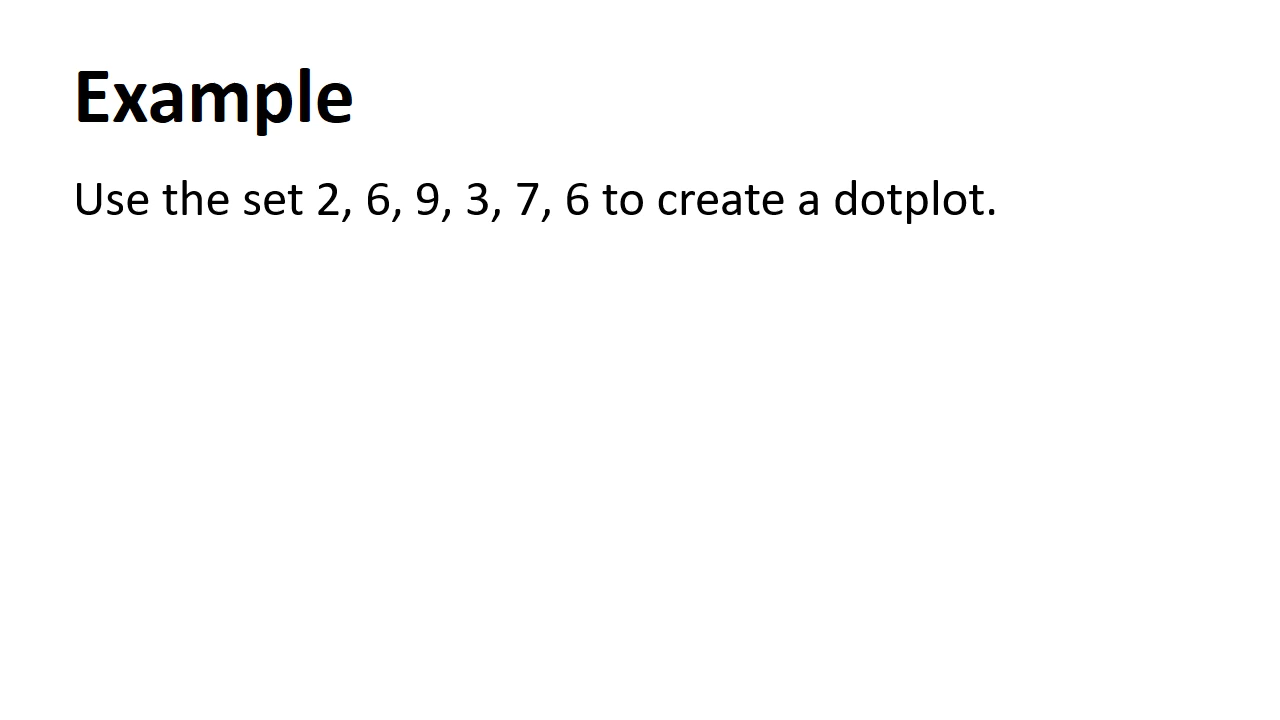 Example
Use the set 2, 6, 9, 3, 7, 6 to create a dotplot.